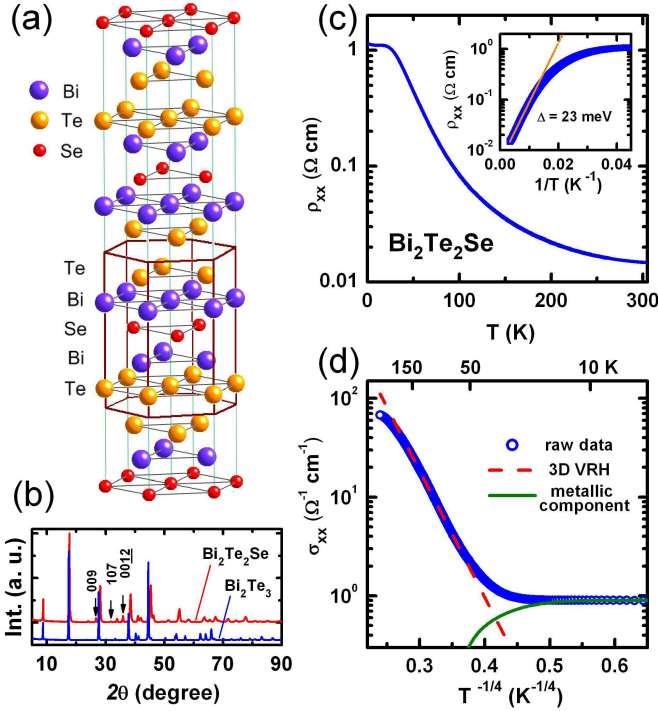 (a)
Bi
Te
Se
Te
Bi
Se
Bi
Te
(b)
Int. (a. u.)
009
107
0012
Bi2Te2Se
Bi2Te3
10 30 50 70 90
2θ (degree)
(c)
ρxx (Ω cm)
1
0.1
0.01
0 100 200 300
T (K)
Bi2Te2Se
ρxx (Ω cm)
10^0
10^-1
10^-2
Δ = 23 meV
0.00 0.02 0.04
1/T (K^-1)
(d)
150 50 10 K
σxx (Ω^-1 cm^-1)
10^2
10^1
10^0
raw data
3D VRH
metallic
component
0.3 0.4 0.5 0.6
T^-1/4 (K^-1/4)